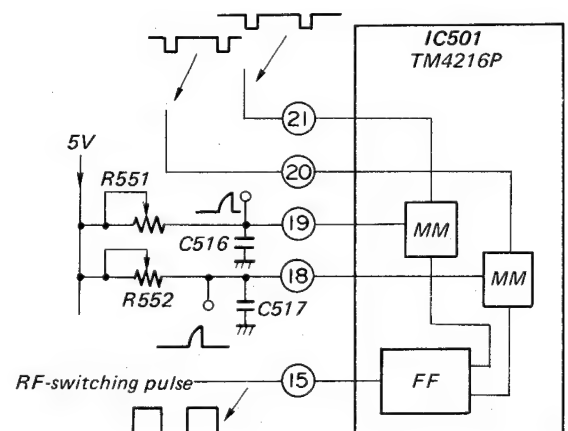 IC501
TM4216P
21
5V
20
R551
19
MM
C516
18
MM
R552
C517
RF-switching pulse
15
FF